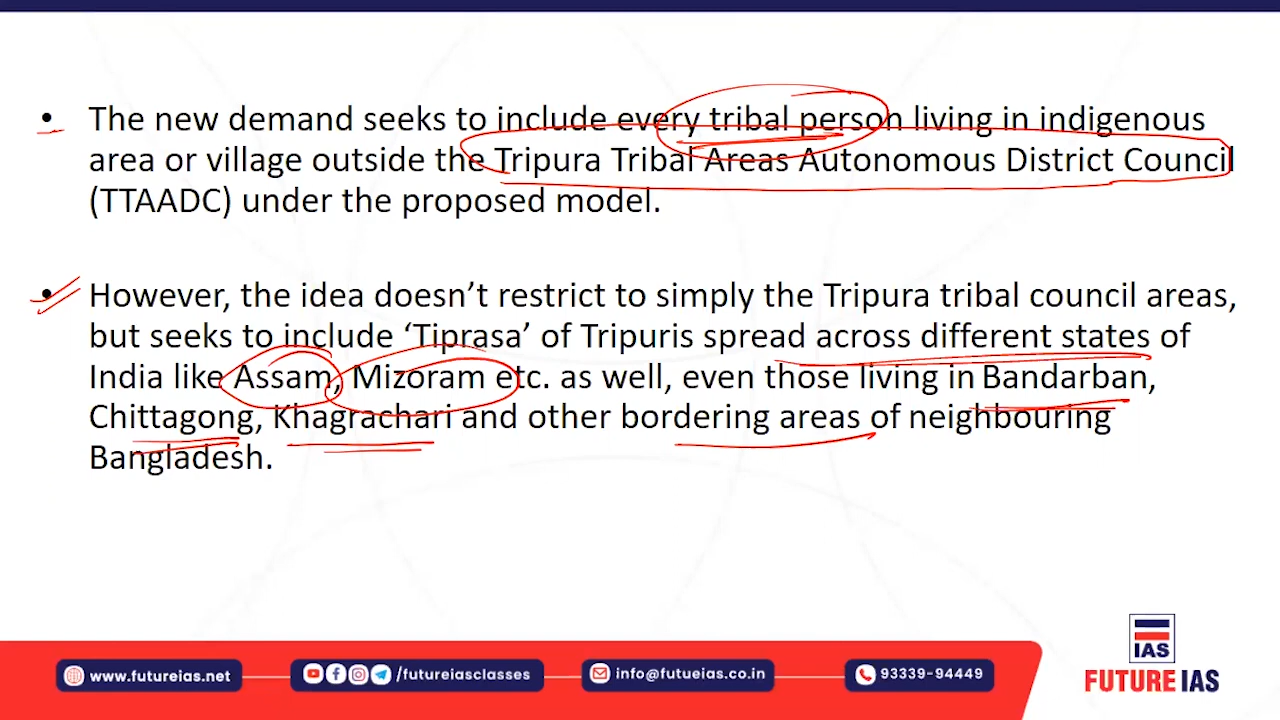 • The new demand seeks to include every tribal person living in indigenous
area or village outside the Tripura Tribal Areas Autonomous District Council
(TTAADC) under the proposed model.
• However, the idea doesn’t restrict to simply the Tripura tribal council areas,
but seeks to include ‘Tiprasa’ of Tripuris spread across different states of
India like Assam, Mizoram etc. as well, even those living in Bandarban,
Chittagong, Khagrachari and other bordering areas of neighbouring
Bangladesh.
IAS
FUTURE IAS
www.futureias.net
/futureiasclasses
info@futueias.co.in
93339-94449